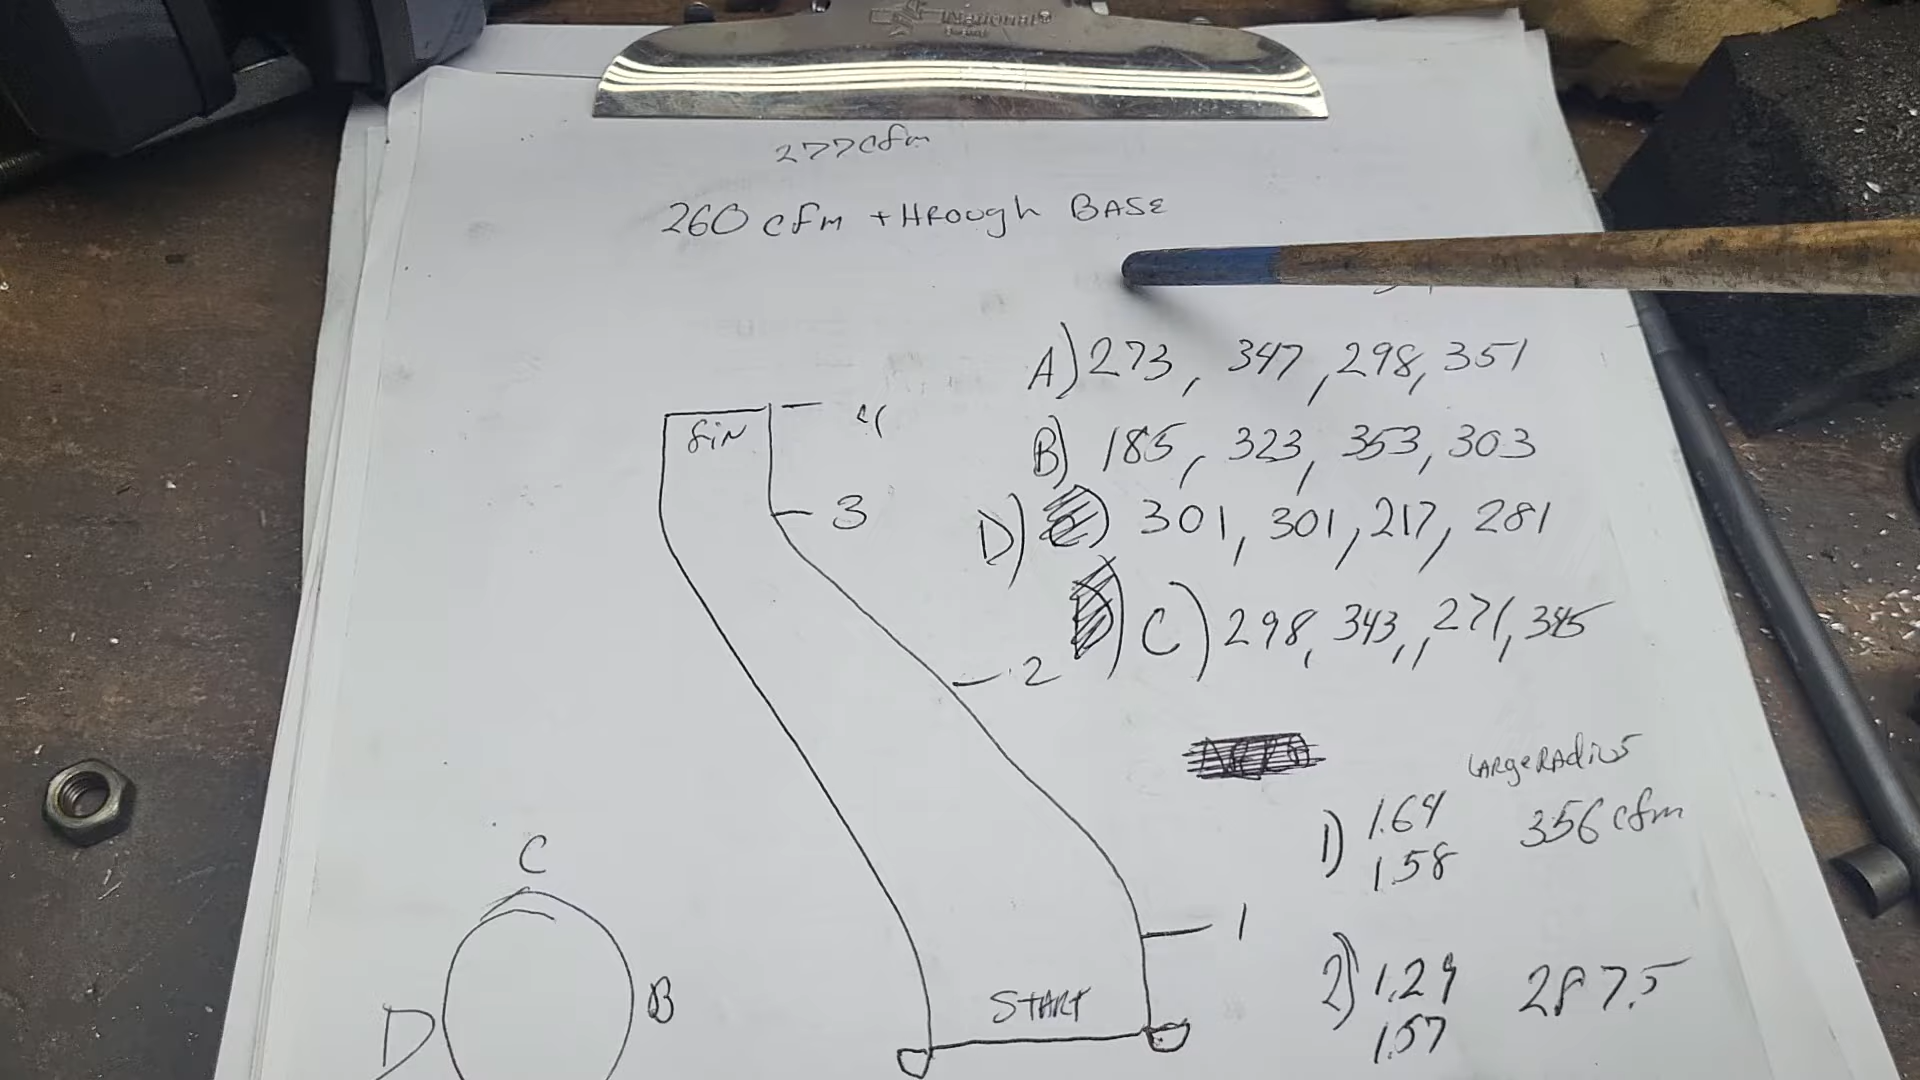 National
277cfm
260 cfm tHRough BASE
A) 273, 347, 298, 351
B) 185, 323, 353, 303
D) 301, 301, 217, 281
C) 298, 343,, 271, 345
fiN
4
3
2
1
START
LARgeRAdiuS
1) 1.64 356 cfm
1.58
2) 1.29 287.5
1.57
C
B
D